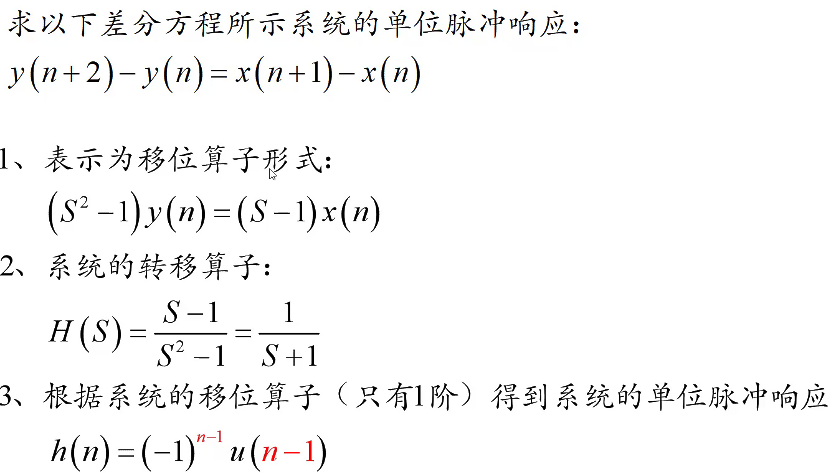 求以下差分方程所示系统的单位脉冲响应：
y(n+2)−y(n)=x(n+1)−x(n)
1、表示为移位算子形式：
(S²−1)y(n)=(S−1)x(n)
2、系统的转移算子：
H(S)=(S−1)/(S²−1)=1/(S+1)
3、根据系统的移位算子（只有1阶）得到系统的单位脉冲响应
h(n)=(−1)ⁿ⁻¹u(n−1)